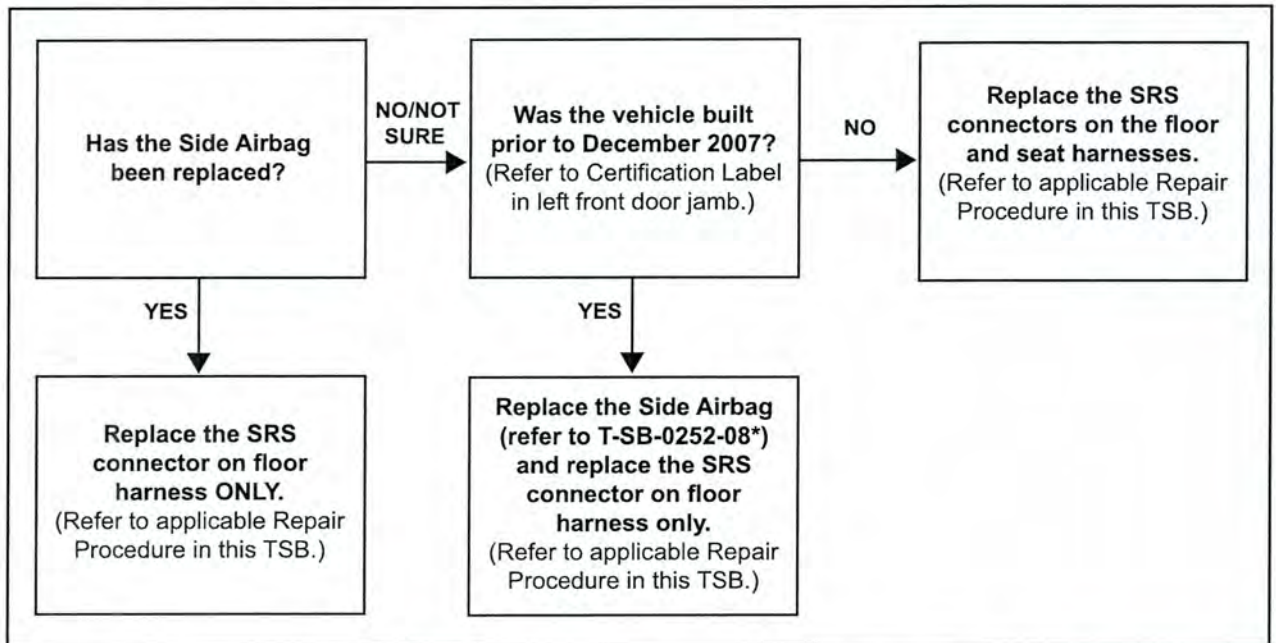 Has the Side Airbag
been replaced?
NO/NOT
SURE
Was the vehicle built
prior to December 2007?
(Refer to Certification Label
in left front door jamb.)
NO
Replace the SRS
connectors on the floor
and seat harnesses.
(Refer to applicable Repair
Procedure in this TSB.)
YES
YES
Replace the SRS
connector on floor
harness ONLY.
(Refer to applicable Repair
Procedure in this TSB.)
Replace the Side Airbag
(refer to T-SB-0252-08*)
and replace the SRS
connector on floor
harness only.
(Refer to applicable Repair
Procedure in this TSB.)